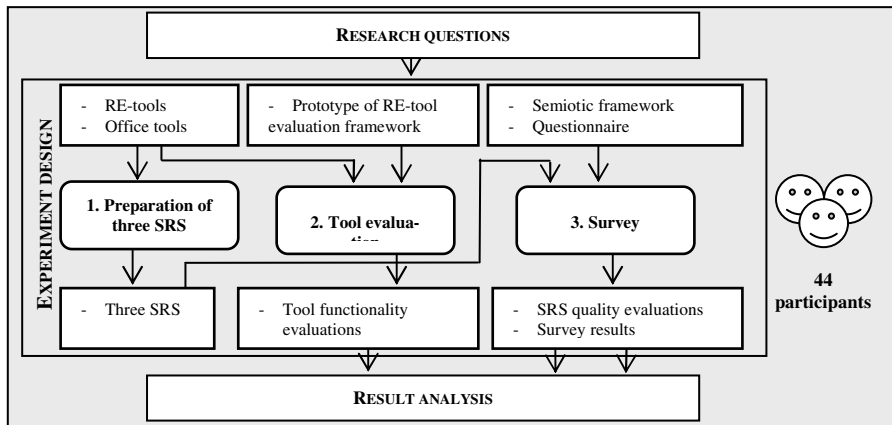 RESEARCH QUESTIONS
EXPERIMENT DESIGN
- RE-tools
- Office tools
- Prototype of RE-tool
evaluation framework
- Semiotic framework
- Questionnaire
1. Preparation of
three SRS
2. Tool evalua-
tion
3. Survey
- Three SRS
- Tool functionality
evaluations
- SRS quality evaluations
- Survey results
44
participants
RESULT ANALYSIS